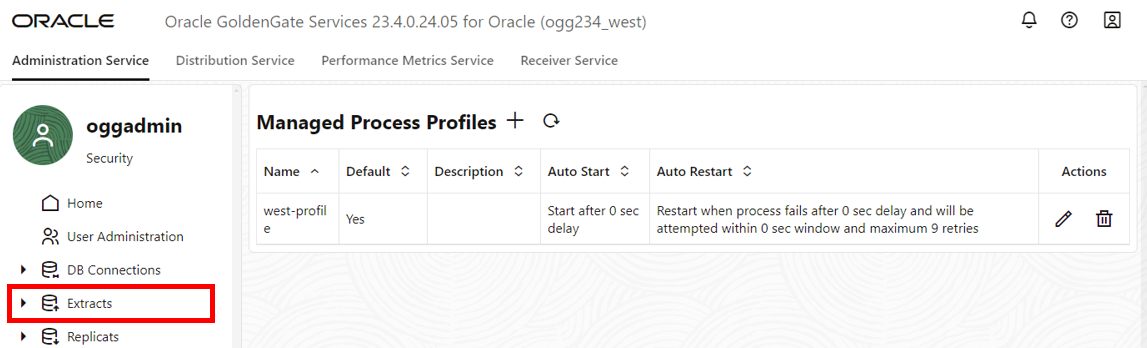 ORACLE Oracle GoldenGate Services 23.4.0.24.05 for Oracle (ogg234_west)
Administration Service Distribution Service Performance Metrics Service Receiver Service
oggadmin
Security
Home
User Administration
DB Connections
Extracts
Replicats
Managed Process Profiles
Name Default Description Auto Start Auto Restart Actions
west-profil
e
Yes
Start after 0 sec
delay
Restart when process fails after 0 sec delay and will be
attempted within 0 sec window and maximum 9 retries